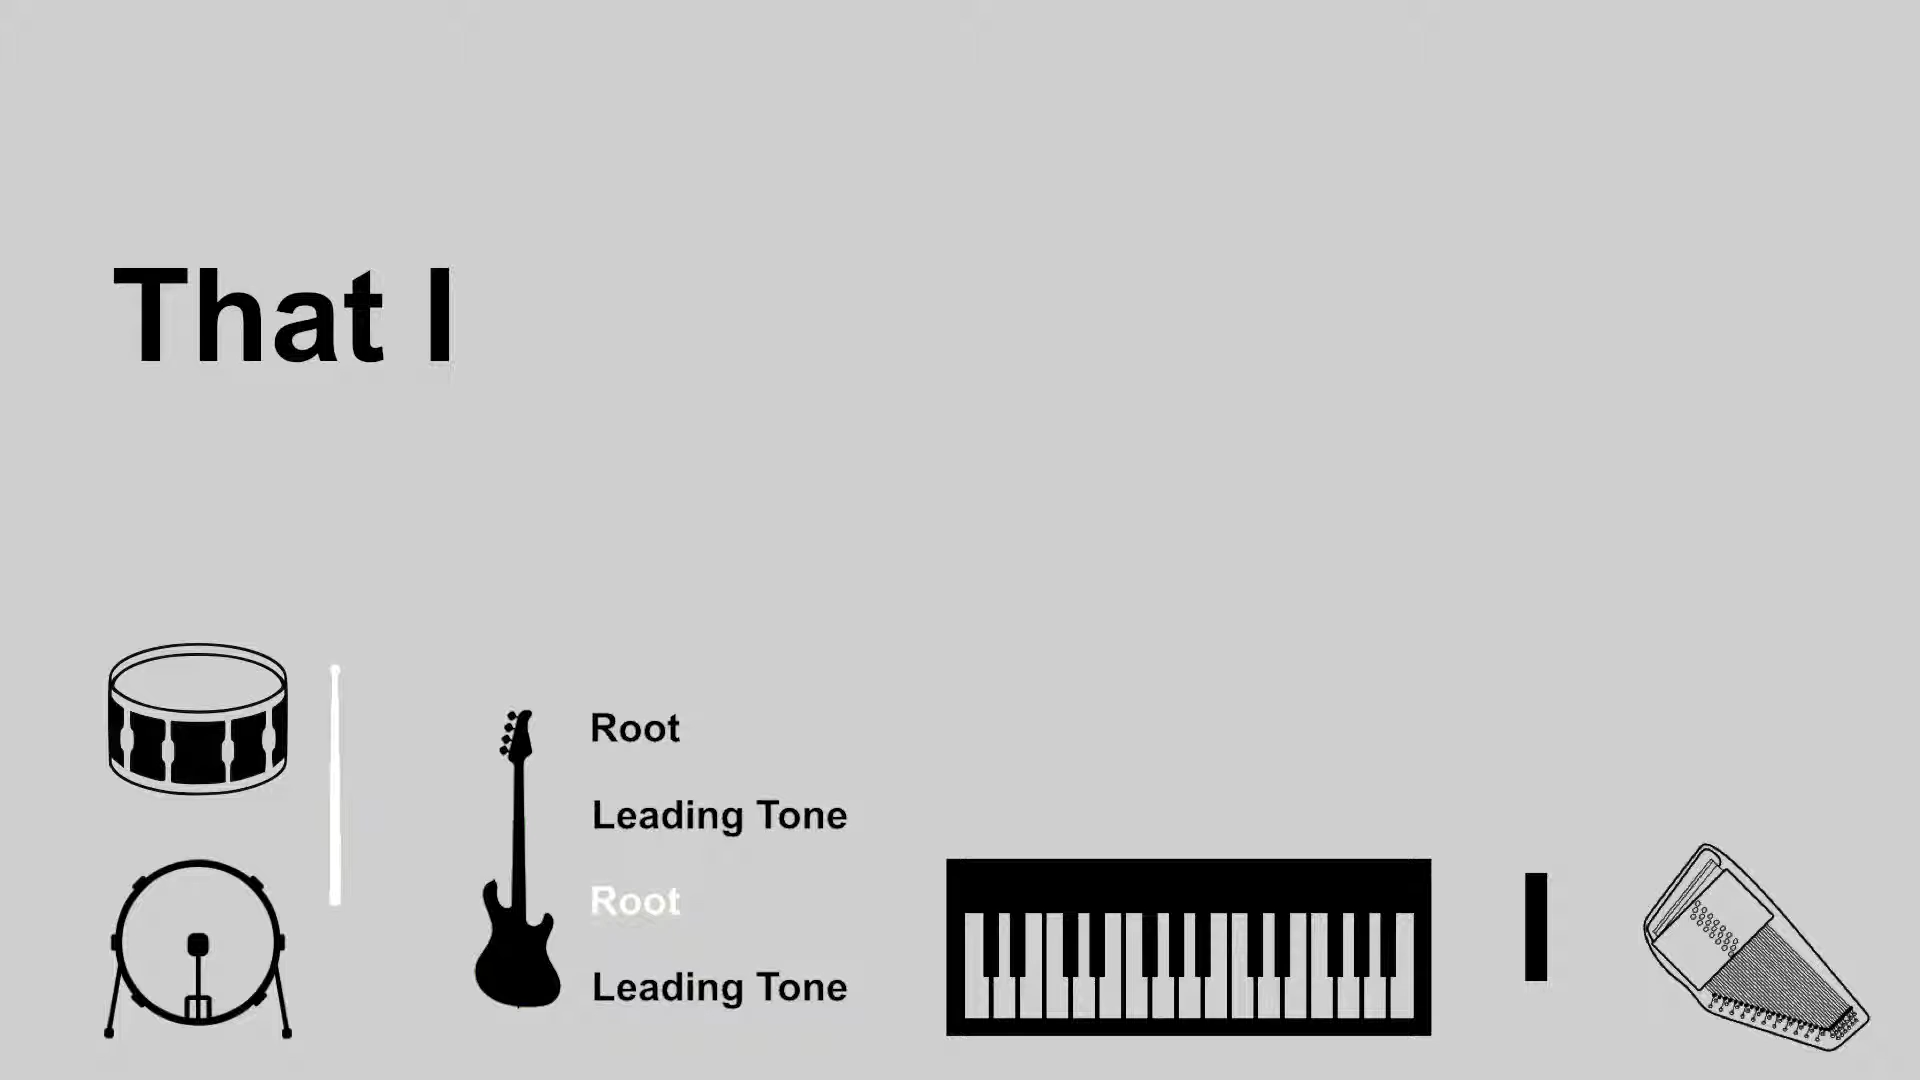 That I
Root
Leading Tone
Root
Leading Tone
I